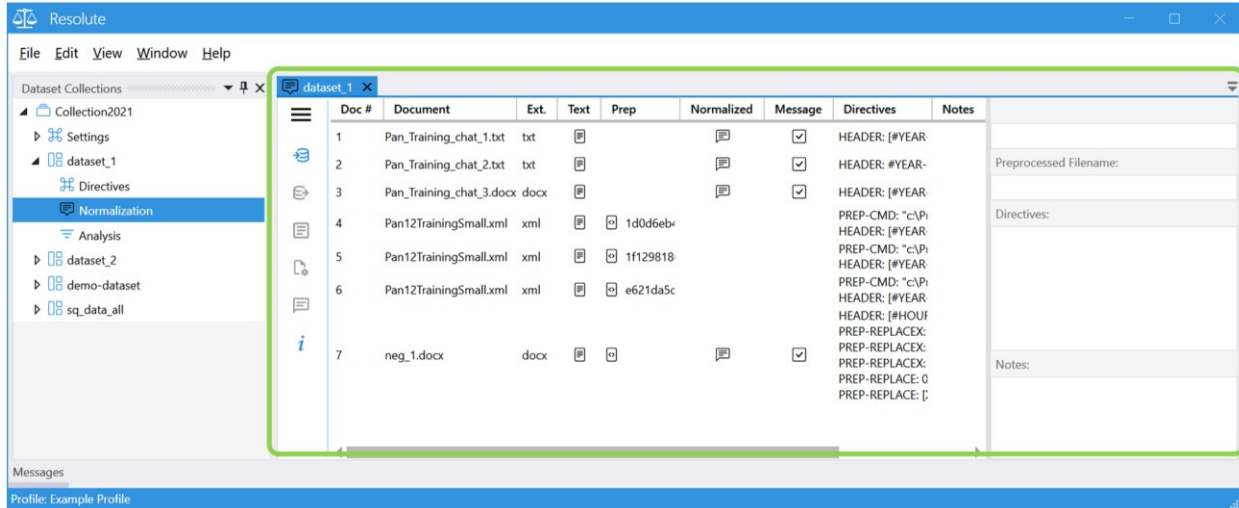 Resolute
File Edit View Window Help
Dataset Collections
Collection2021
Settings
dataset_1
Directives
Normalization
Analysis
dataset_2
demo-dataset
sq_data_all
dataset_1
Doc # Document Ext. Text Prep Normalized Message Directives Notes
1 Pan_Training_chat_1.txt txt HEADER: [#YEAR-
2 Pan_Training_chat_2.txt txt HEADER: #YEAR-
3 Pan_Training_chat_3.docx docx HEADER: [#YEAR-
4 Pan12TrainingSmall.xml xml 1d0d6eb PREP-CMD: "c:\P
HEADER: [#YEAR-
5 Pan12TrainingSmall.xml xml 1f129818 PREP-CMD: "c:\P
HEADER: [#YEAR-
6 Pan12TrainingSmall.xml xml e621da5c PREP-CMD: "c:\P
HEADER: [#YEAR-
7 neg_1.docx docx HEADER: [#HOUR
PREP-REPLACEX:
PREP-REPLACEX:
PREP-REPLACEX:
PREP-REPLACE: 0
PREP-REPLACE: [
Preprocessed Filename:
Directives:
Notes:
Messages
Profile: Example Profile